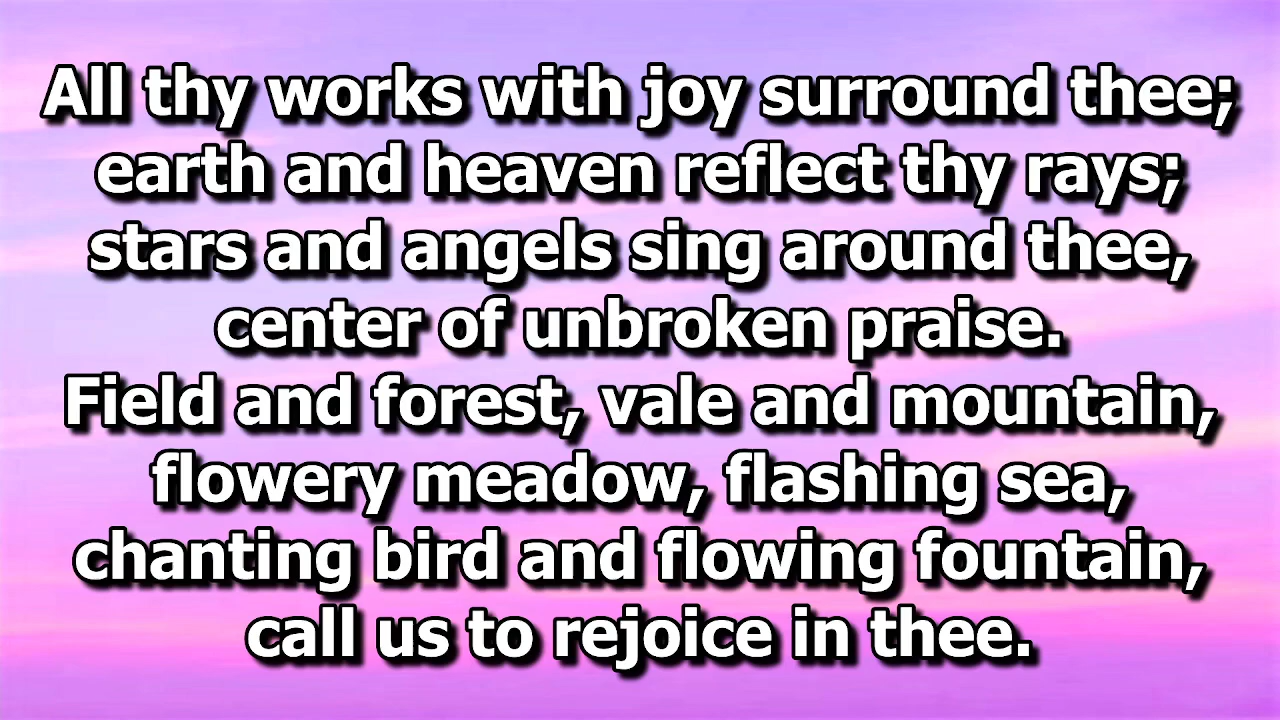 All thy works with joy surround thee;
earth and heaven reflect thy rays;
stars and angels sing around thee,
center of unbroken praise.
Field and forest, vale and mountain,
flowery meadow, flashing sea,
chanting bird and flowing fountain,
call us to rejoice in thee.